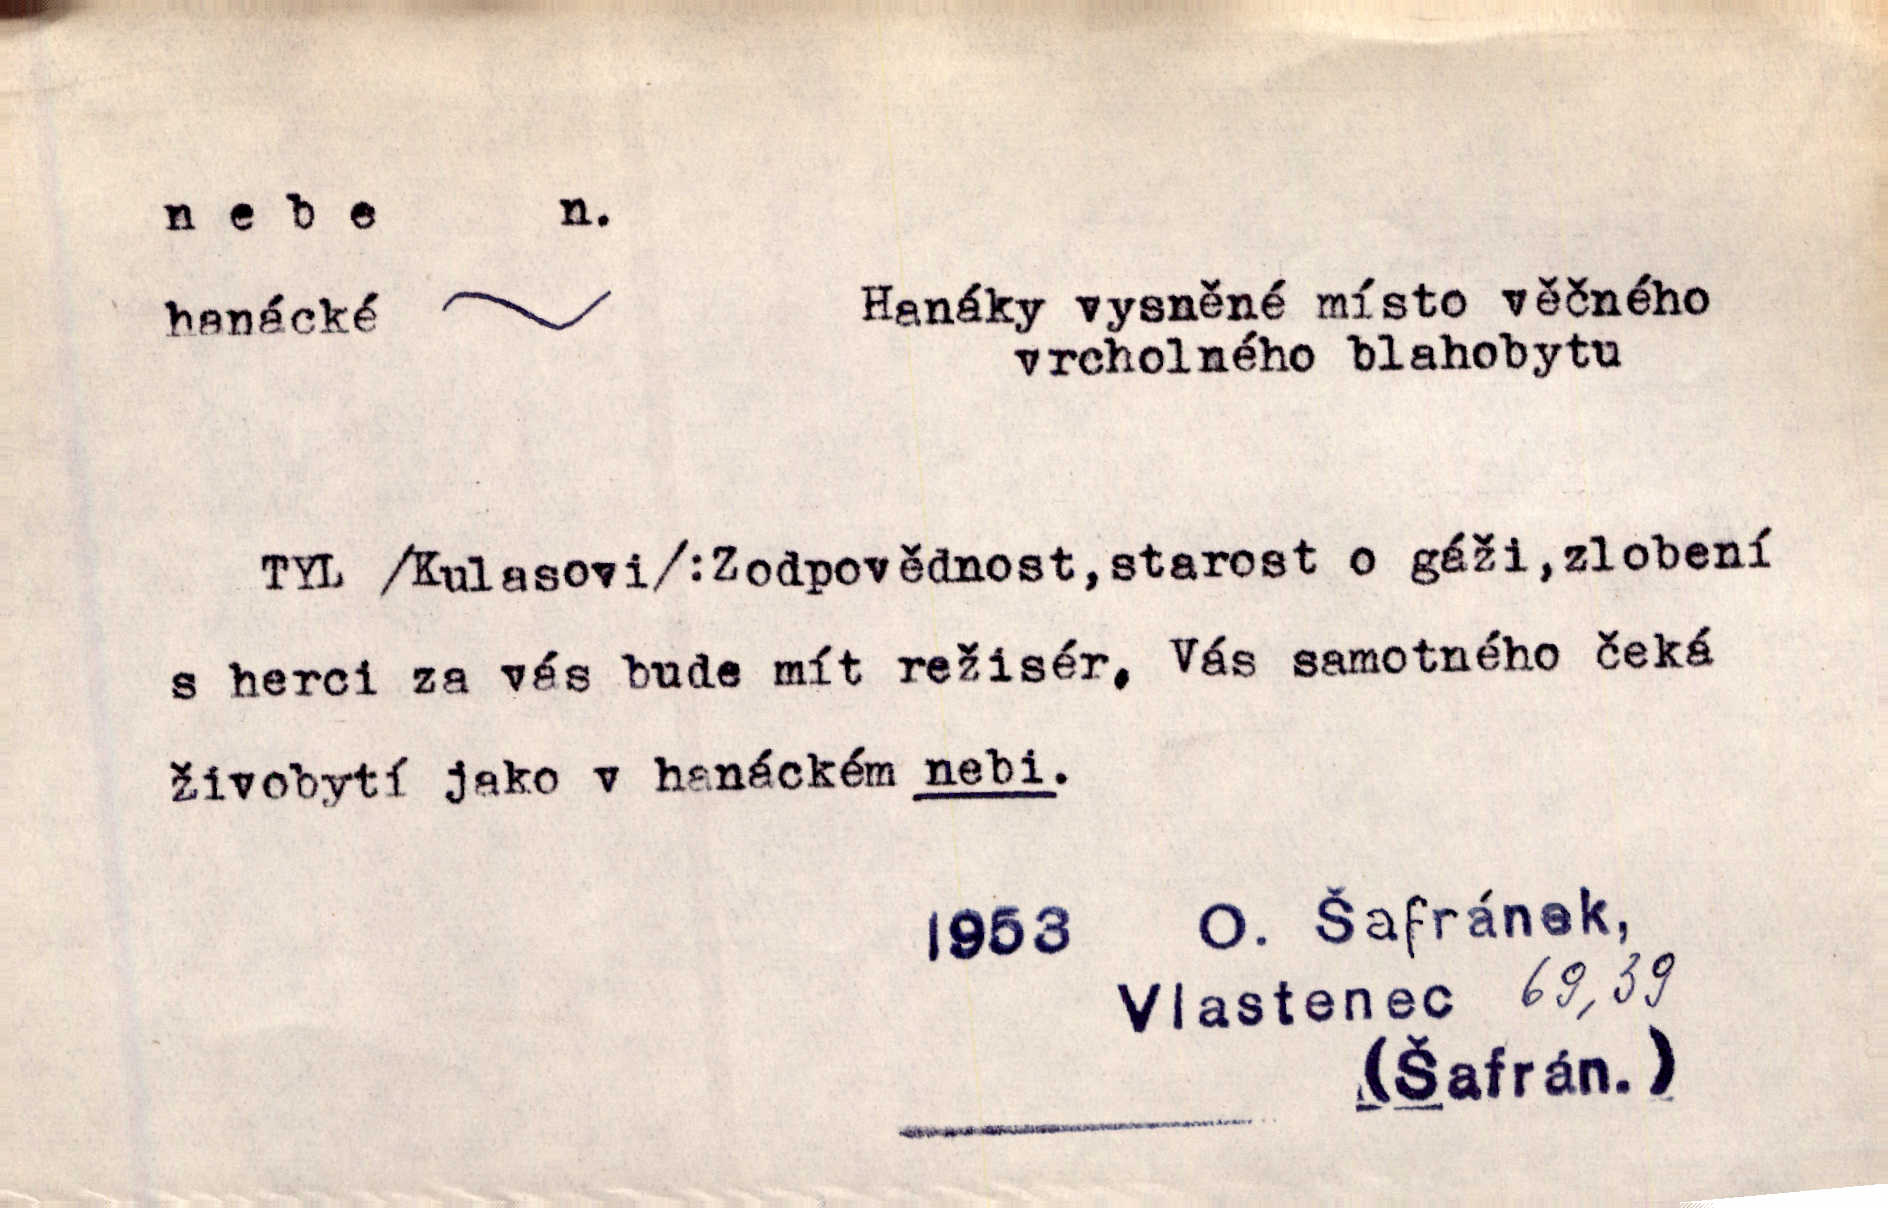 n e b e n.
hanácké ~ Hanáky vysněné místo věčného
vrcholného blahobytu
TYL /Kulasovi/:Zodpovědnost,starost o gáži,zlobení
s herci za vás bude mít režisér. Vás samotného čeká
živobytí jako v hanáckém nebi.
1953 O. Šafránek,
Vlastenec 69,39
(Šafrán.)